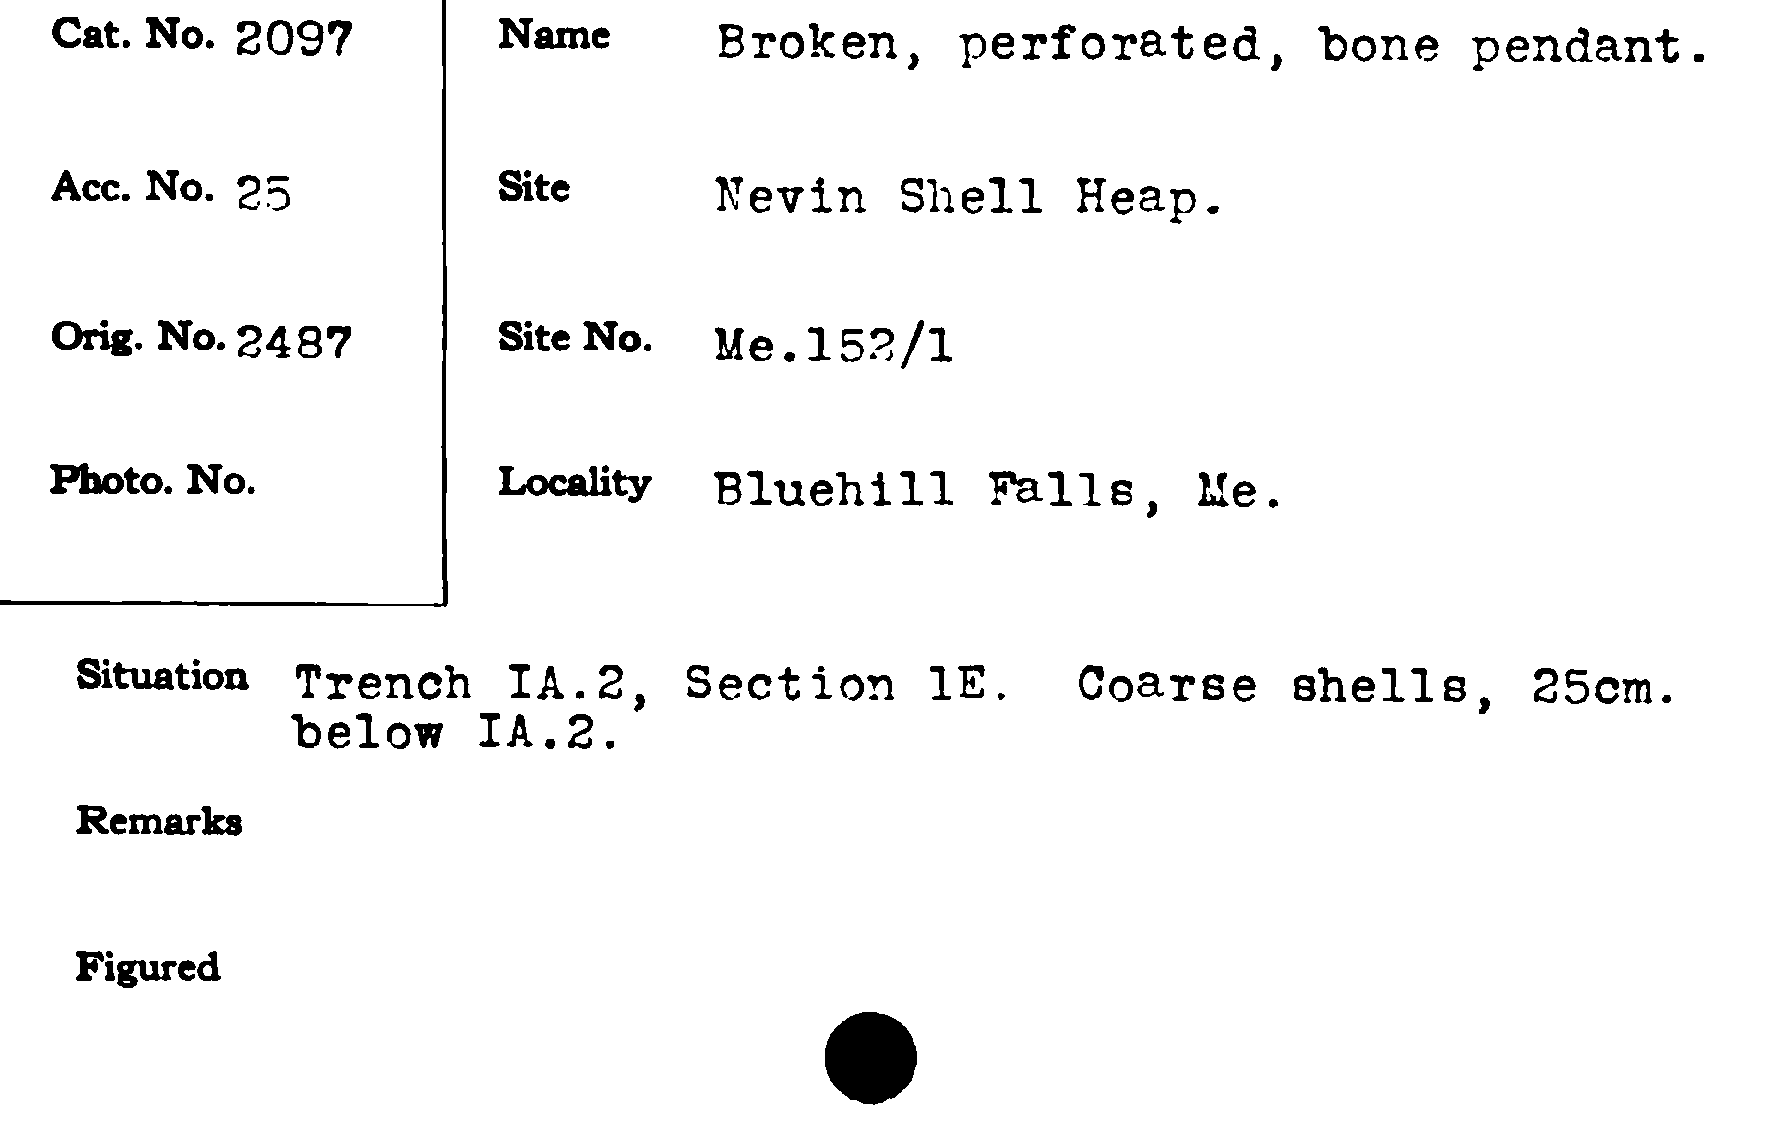 Cat. No. 2097
Name Broken, perforated, bone pendant.
Acc. No. 25
Site Nevin Shell Heap.
Orig. No. 2487
Site No. Me.152/1
Photo. No.
Locality Bluehill Falls, Me.
Situation Trench IA.2, Section 1E. Coarse shells, 25cm.
below IA.2.
Remarks
Figured